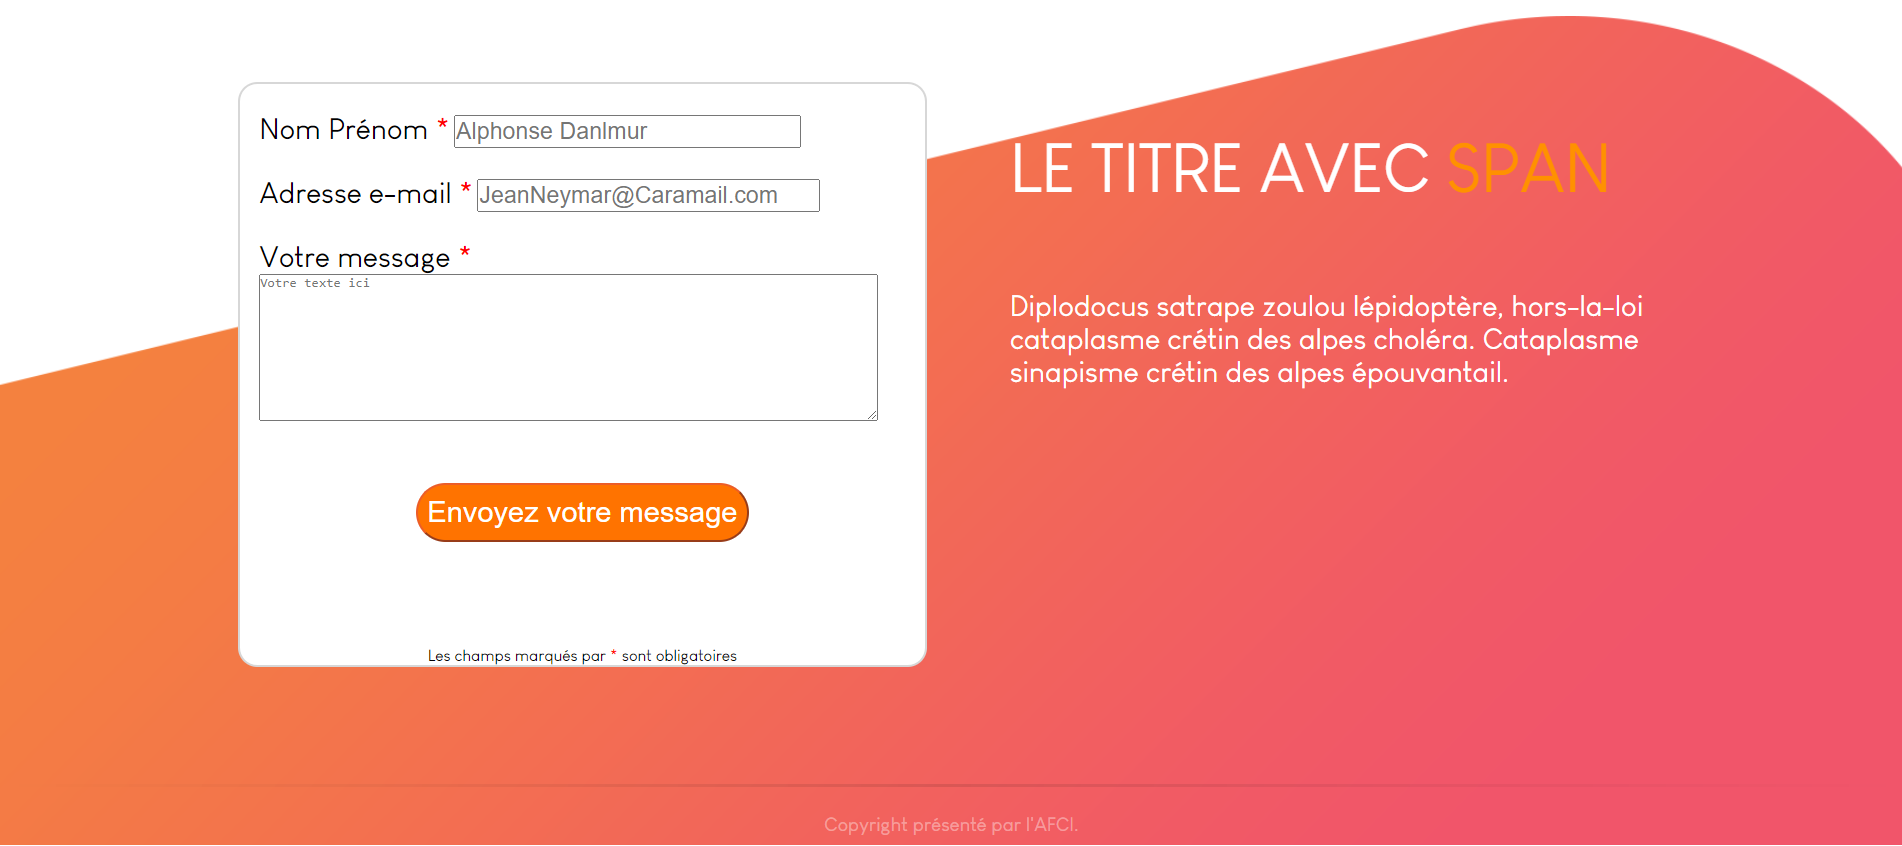 Nom Prénom * Alphonse Danlmur
Adresse e-mail * JeanNeymar@Caramail.com
Votre message *
Votre texte ici
Envoyez votre message
Les champs marqués par * sont obligatoires
LE TITRE AVEC SPAN
Diplodocus satrape zoulou lépidoptère, hors-la-loi
cataplasme crétin des alpes choléra. Cataplasme
sinapisme crétin des alpes épouvantail.
Copyright présenté par l'AFCI.